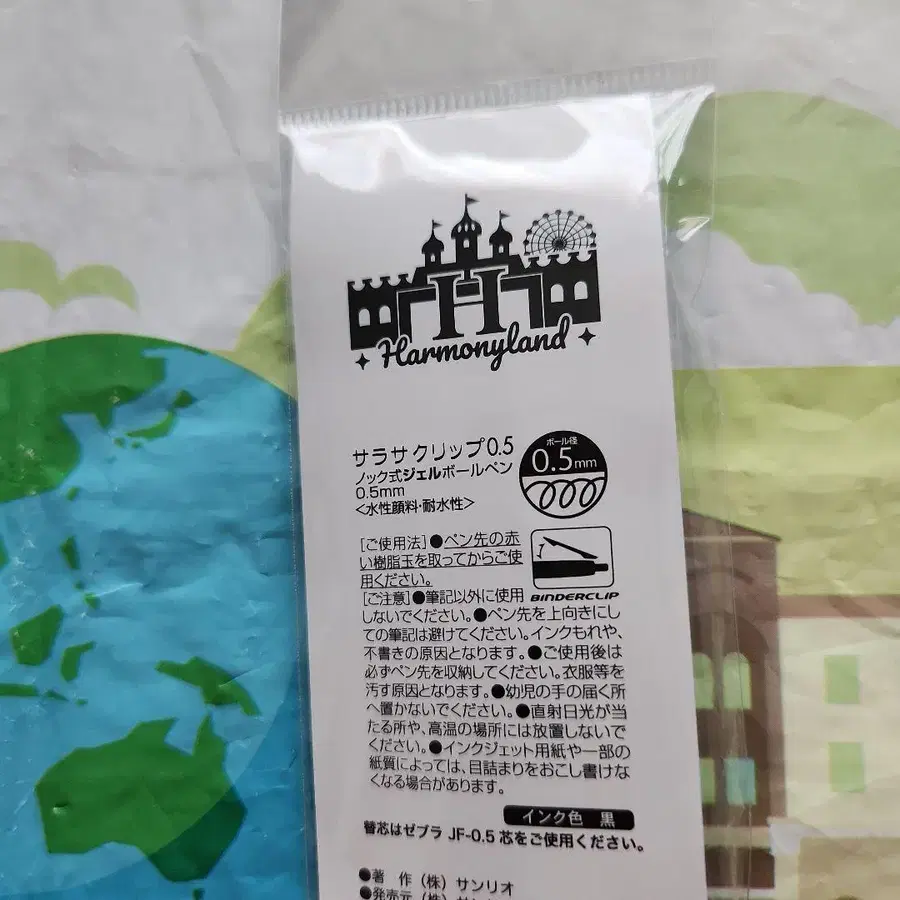 H
Harmonyland
サラサクリップ0.5
ノック式ジェルボールペン
0.5mm
<水性顔料・耐水性>
ボール径
0.5mm
[ご使用法]●ペン先の赤
い樹脂玉を取ってからご使
用ください。
BINDERCLIP
[ご注意]●筆記以外に使用
しないでください。●ペン先を上向きにし
ての筆記は避けてください。インクもれや、
不書きの原因となります。●ご使用後は
必ずペン先を収納してください。衣服等を
汚す原因となります。●幼児の手の届く所
へ置かないでください。●直射日光が当
たる所や、高温の場所には放置しないで
ください。●インクジェット用紙や一部の
紙質によっては、目詰まりをおこし書けな
くなる場合があります。
インク色 黒
替芯はゼブラ JF-0.5 芯をご使用ください。
●著 作(株)サンリオ
●発売元(株)